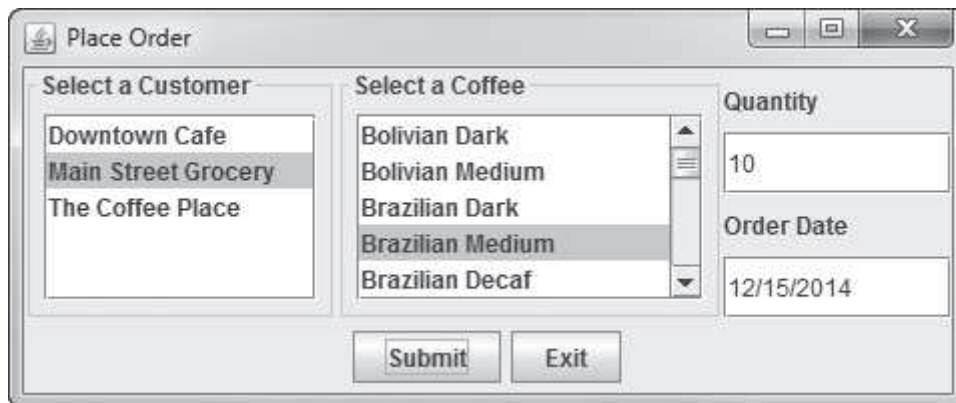 Place Order
Select a Customer
Downtown Cafe
Main Street Grocery
The Coffee Place
Select a Coffee
Bolivian Dark
Bolivian Medium
Brazilian Dark
Brazilian Medium
Brazilian Decaf
Quantity
10
Order Date
12/15/2014
Submit
Exit